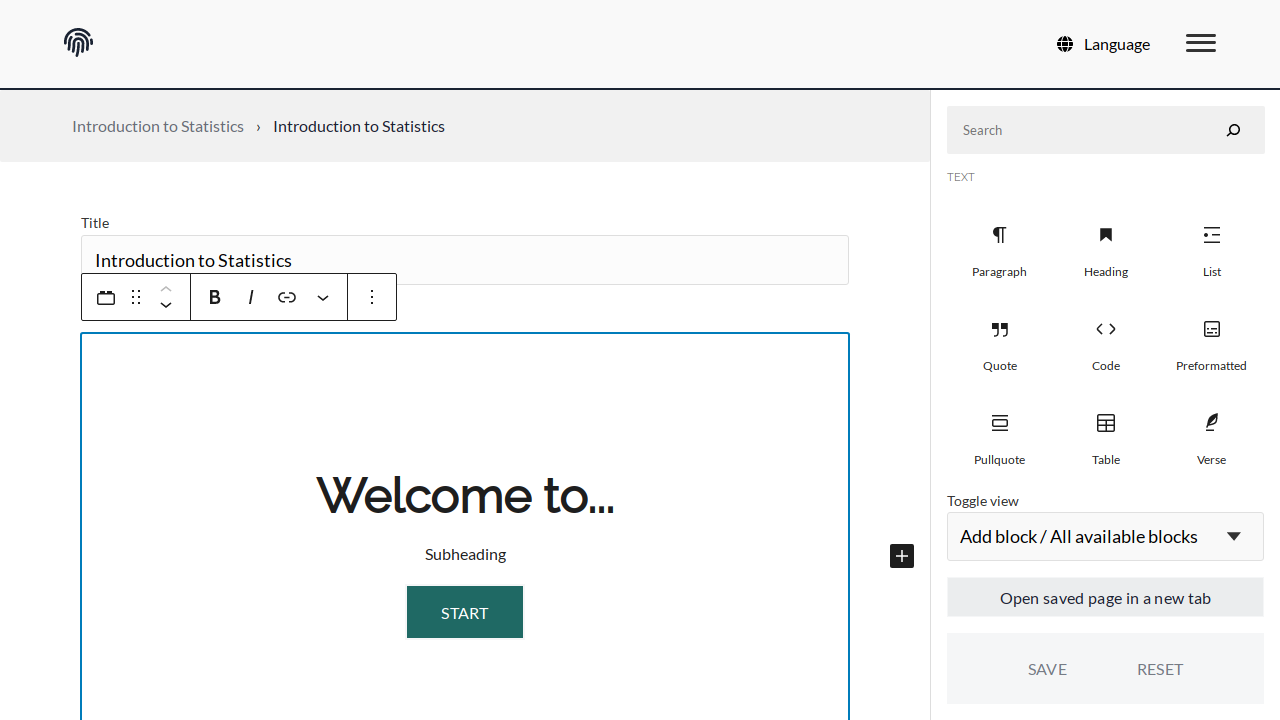 Language
Introduction to Statistics › Introduction to Statistics
Title
Introduction to Statistics
B I
Welcome to...
Subheading
START
Search
TEXT
Paragraph Heading List
Quote Code Preformatted
Pullquote Table Verse
Toggle view
Add block / All available blocks
Open saved page in a new tab
SAVE RESET